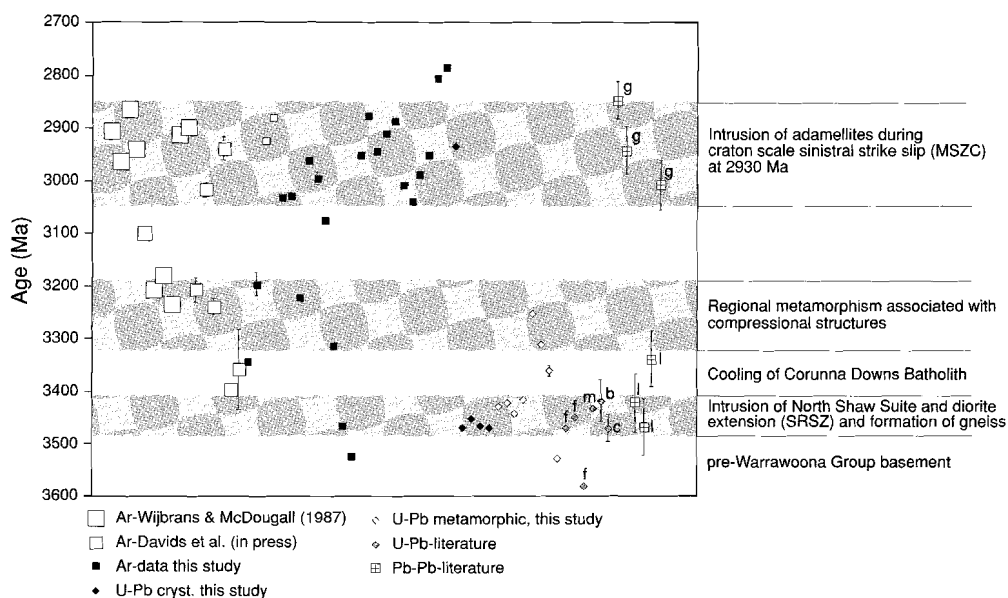 2700
2800
2900
3000
3100
3200
3300
3400
3500
3600
Age (Ma)
g
g
g
l
l
l
m
b
f
f
c
f
Intrusion of adamellites during
craton scale sinistral strike slip (MSZC)
at 2930 Ma
Regional metamorphism associated with
compressional structures
Cooling of Corunna Downs Batholith
Intrusion of North Shaw Suite and diorite
extension (SRSZ) and formation of gneiss
pre-Warrawoona Group basement
Ar-Wijbrans & McDougall (1987)
Ar-Davids et al. (in press)
Ar-data this study
U-Pb cryst. this study
U-Pb metamorphic, this study
U-Pb-literature
Pb-Pb-literature